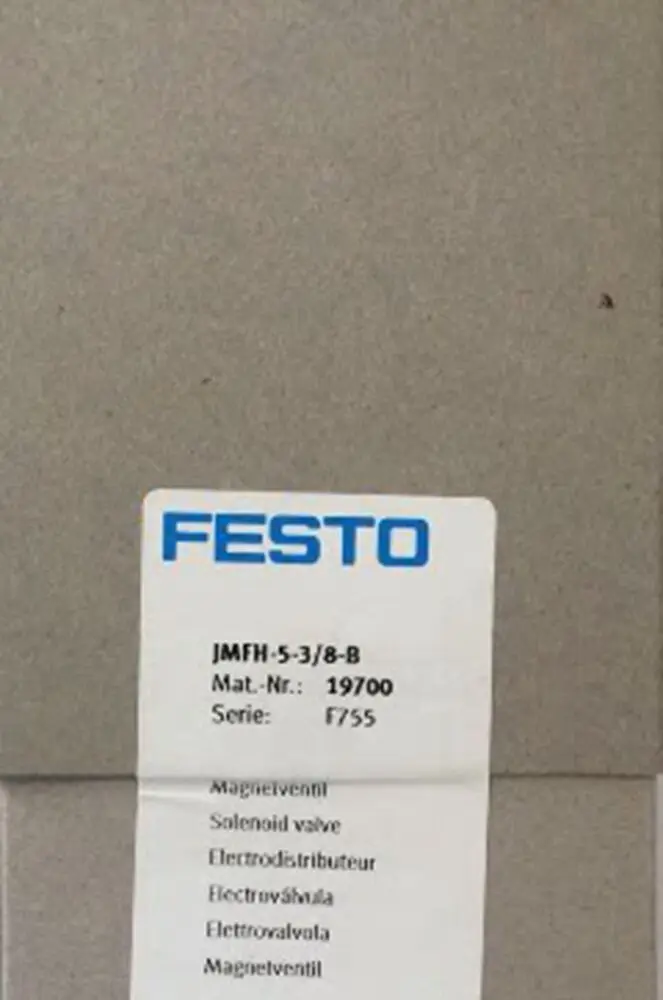 FESTO
JMFH-5-3/8-B
Mat.-Nr.: 19700
Serie: F755
Magnetventil
Solenoid valve
Electrodistributeur
Electroválvula
Elettrovalvola
Magnetventil